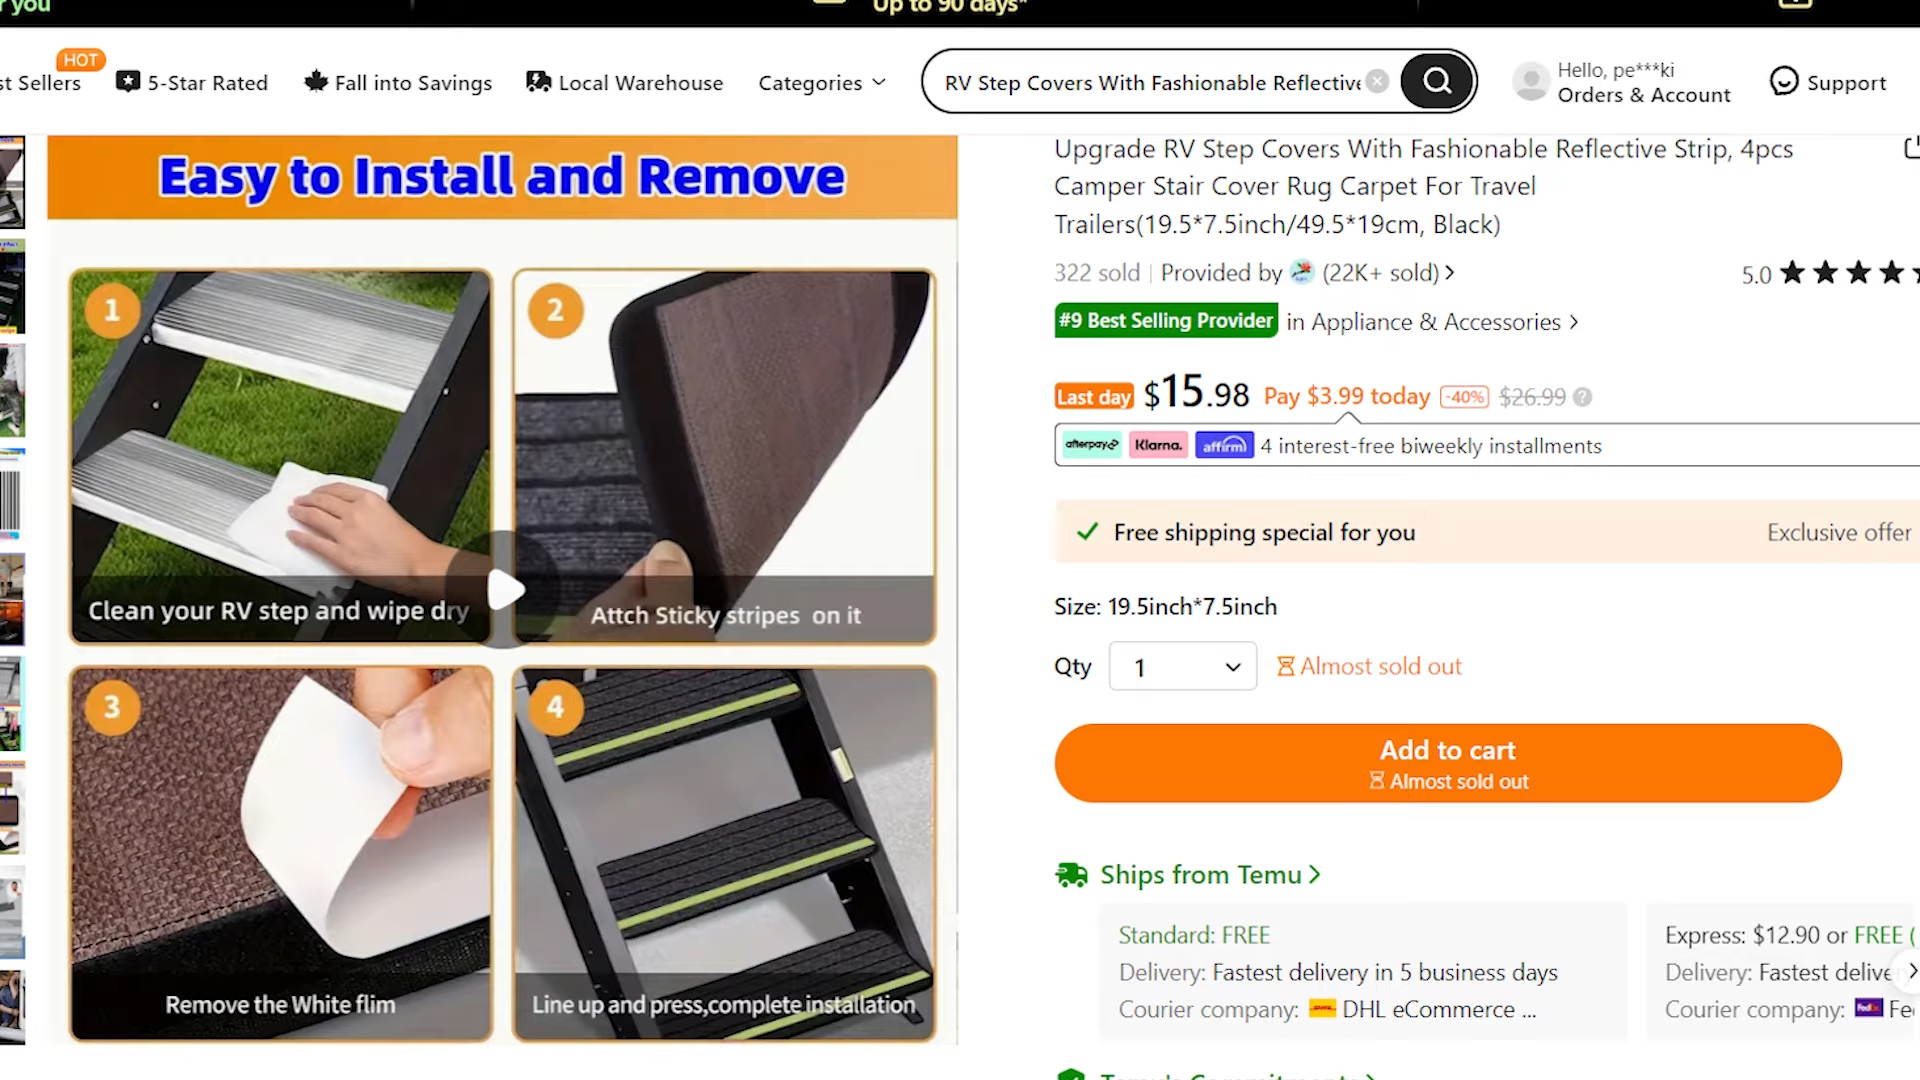 r you
Up to 90 days*
HOT
st Sellers
5-Star Rated
Fall into Savings
Local Warehouse
Categories
RV Step Covers With Fashionable Reflective
Hello, pe***ki
Orders & Account
Support
Easy to Install and Remove
1
Clean your RV step and wipe dry
2
Attch Sticky stripes on it
3
Remove the White flim
4
Line up and press,complete installation
Upgrade RV Step Covers With Fashionable Reflective Strip, 4pcs
Camper Stair Cover Rug Carpet For Travel
Trailers(19.5*7.5inch/49.5*19cm, Black)
322 sold | Provided by (22K+ sold) >
5.0
#9 Best Selling Provider in Appliance & Accessories >
Last day $15.98 Pay $3.99 today -40% $26.99 ?
afterpay Klarna. affirm 4 interest-free biweekly installments
Free shipping special for you
Exclusive offer
Size: 19.5inch*7.5inch
Qty 1 Almost sold out
Add to cart
Almost sold out
Ships from Temu >
Standard: FREE
Delivery: Fastest delivery in 5 business days
Courier company: DHL eCommerce ...
Express: $12.90 or FREE (
Delivery: Fastest delive
Courier company: FedEx Fe
Temu's Commitments >